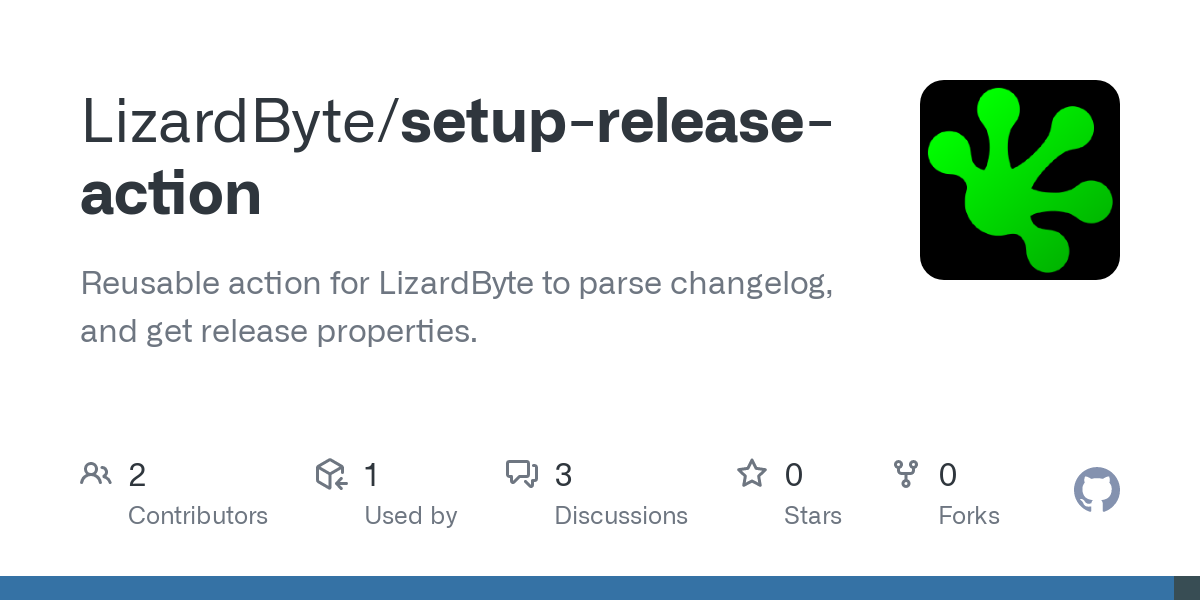 LizardByte/setup-release-
action
Reusable action for LizardByte to parse changelog,
and get release properties.
2 1 3 0 0
Contributors Used by Discussions Stars Forks